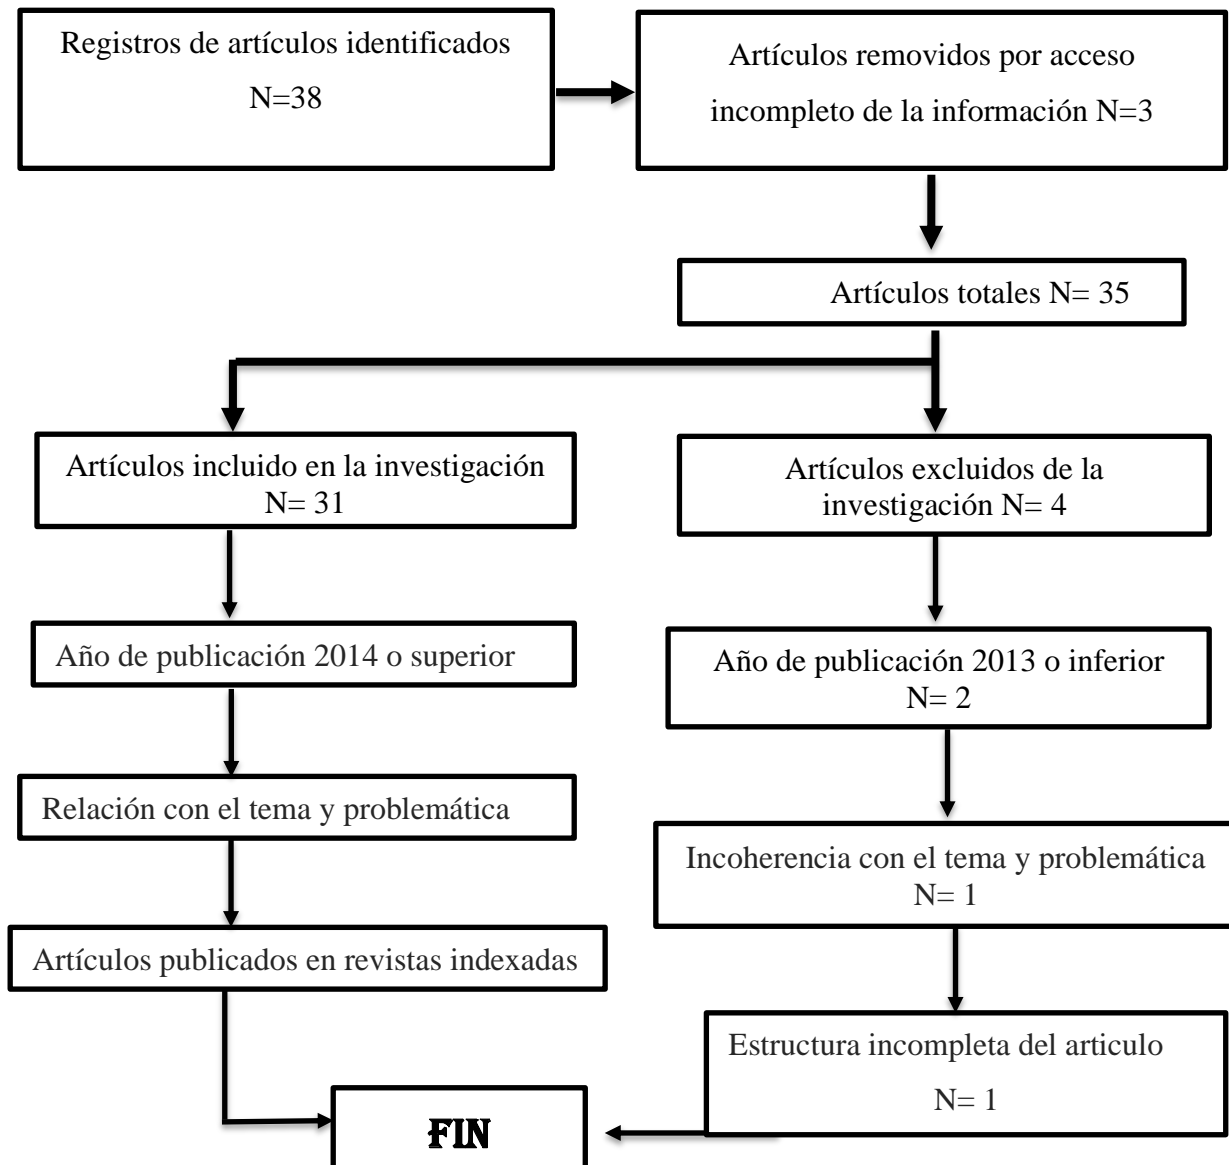 Registros de artículos identificados
N=38
Artículos removidos por acceso
incompleto de la información N=3
Artículos totales N= 35
Artículos incluido en la investigación
N= 31
Artículos excluidos de la
investigación N= 4
Año de publicación 2014 o superior
Año de publicación 2013 o inferior
N= 2
Relación con el tema y problemática
Incoherencia con el tema y problemática
N= 1
Artículos publicados en revistas indexadas
Estructura incompleta del articulo
N= 1
FIN